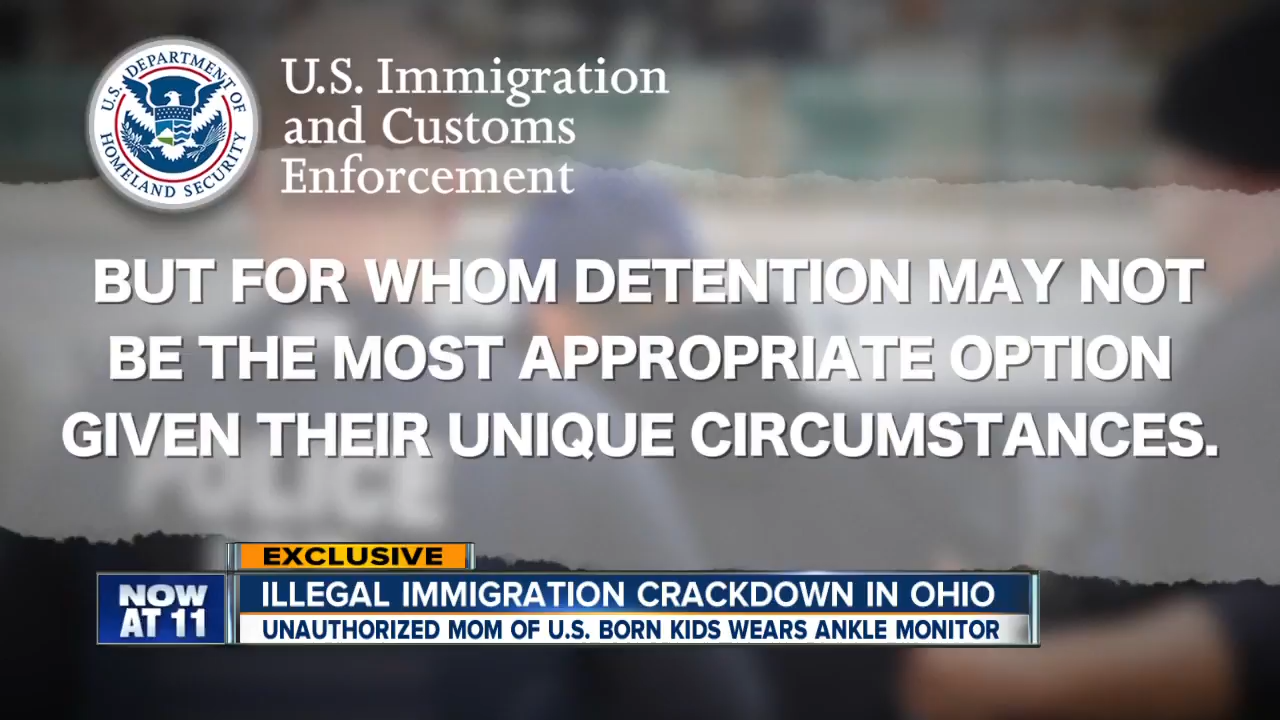 U.S. DEPARTMENT OF
HOMELAND SECURITY
U.S. Immigration
and Customs
Enforcement
BUT FOR WHOM DETENTION MAY NOT
BE THE MOST APPROPRIATE OPTION
GIVEN THEIR UNIQUE CIRCUMSTANCES.
POLICE
EXCLUSIVE
NOW
AT 11
ILLEGAL IMMIGRATION CRACKDOWN IN OHIO
UNAUTHORIZED MOM OF U.S. BORN KIDS WEARS ANKLE MONITOR